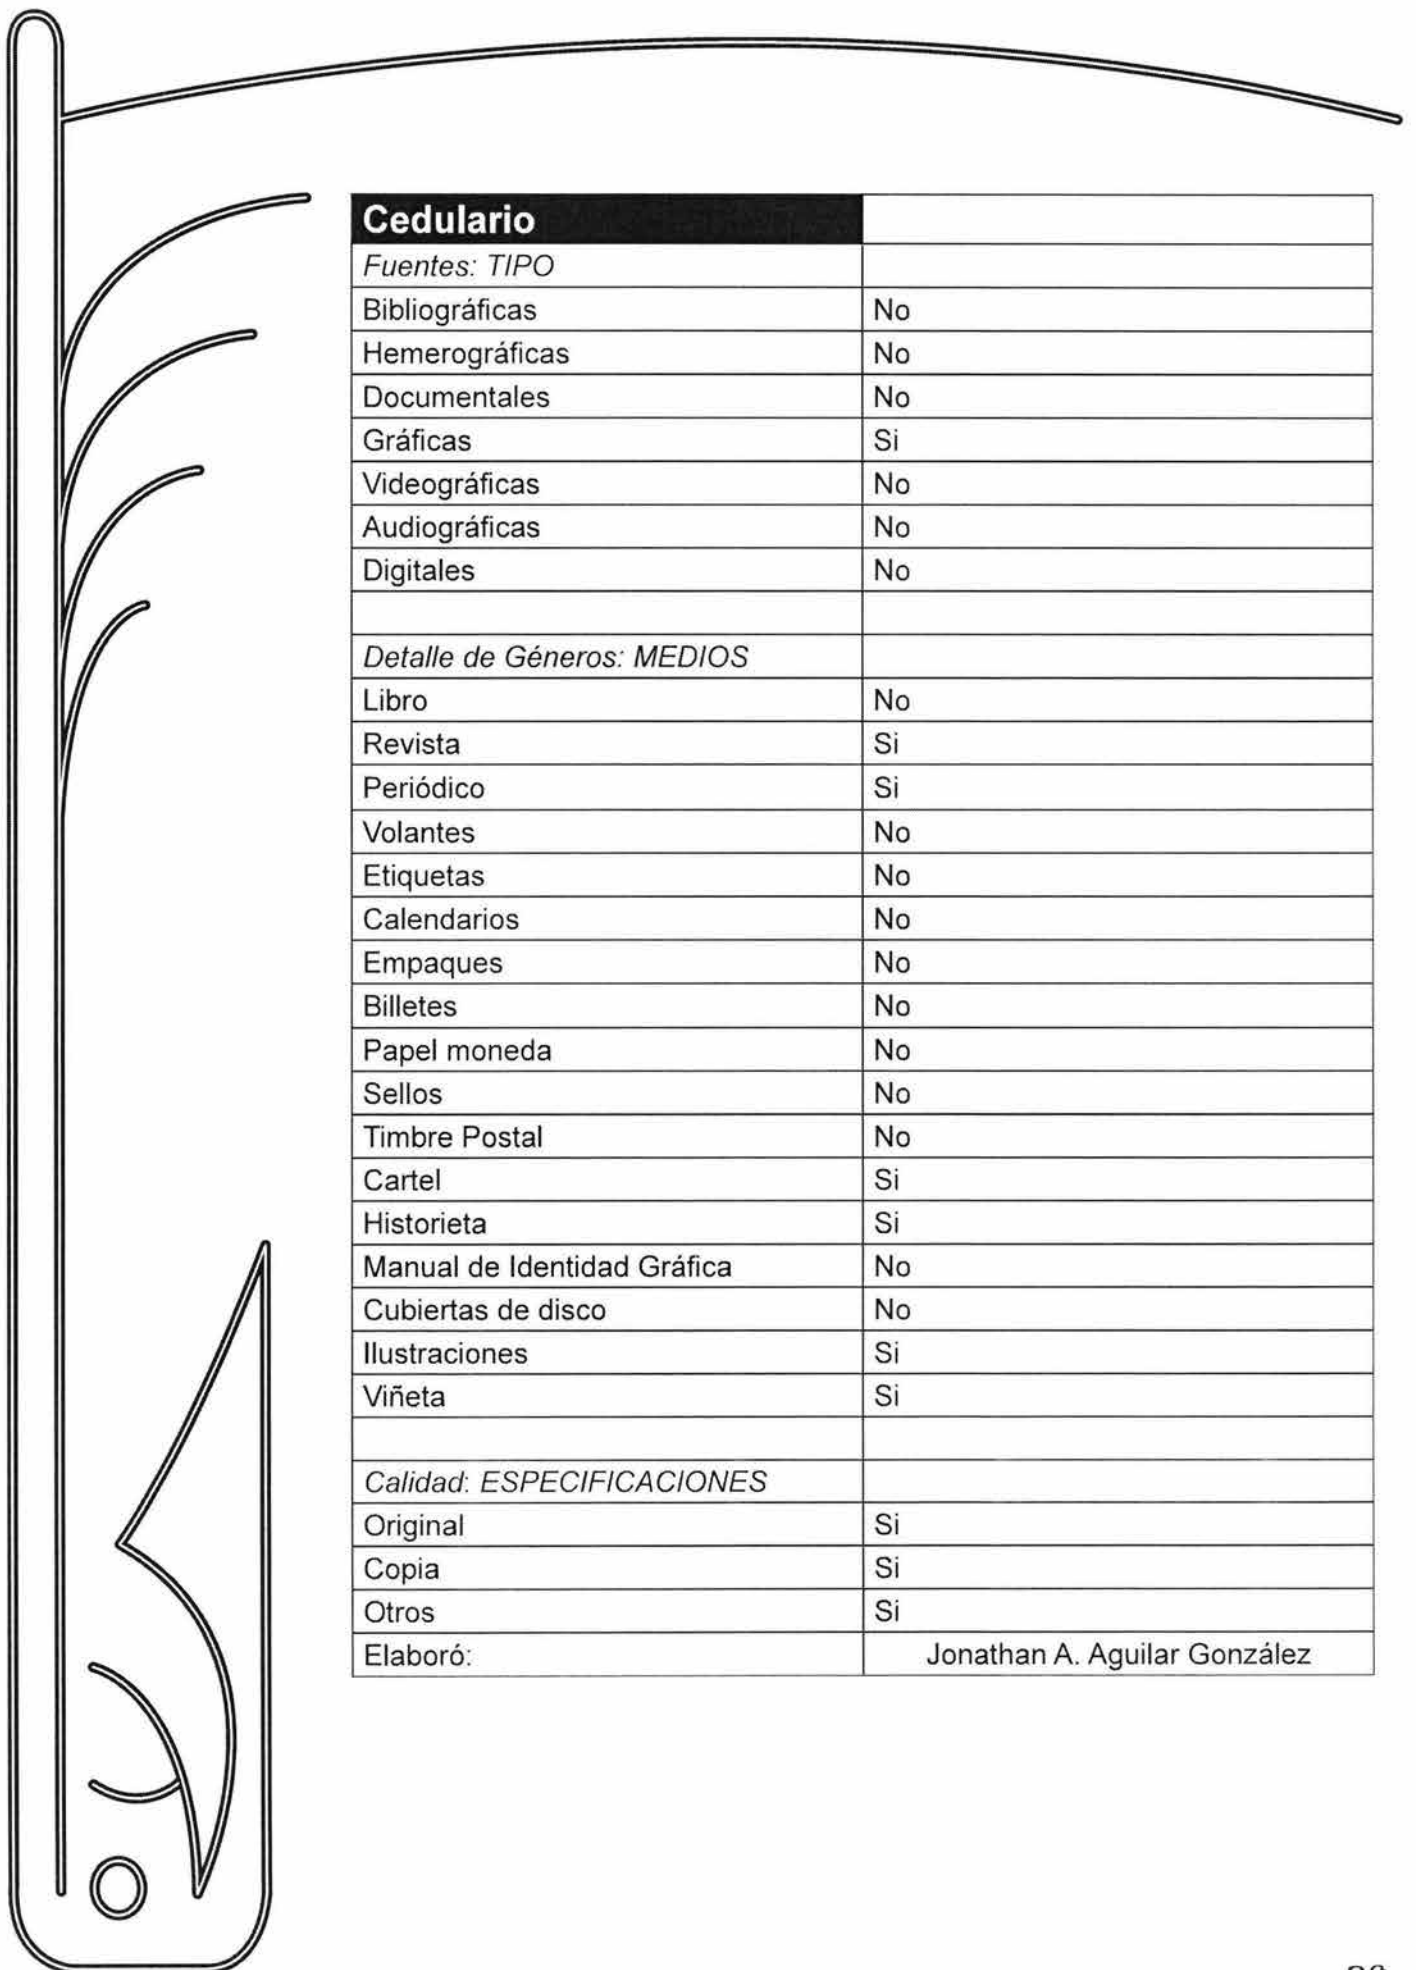 Cedulario
Fuentes: TIPO
Bibliográficas No
Hemerográficas No
Documentales No
Gráficas Si
Videográficas No
Audiográficas No
Digitales No
Detalle de Géneros: MEDIOS
Libro No
Revista Si
Periódico Si
Volantes No
Etiquetas No
Calendarios No
Empaques No
Billetes No
Papel moneda No
Sellos No
Timbre Postal No
Cartel Si
Historieta Si
Manual de Identidad Gráfica No
Cubiertas de disco No
Ilustraciones Si
Viñeta Si
Calidad: ESPECIFICACIONES
Original Si
Copia Si
Otros Si
Elaboró: Jonathan A. Aguilar González